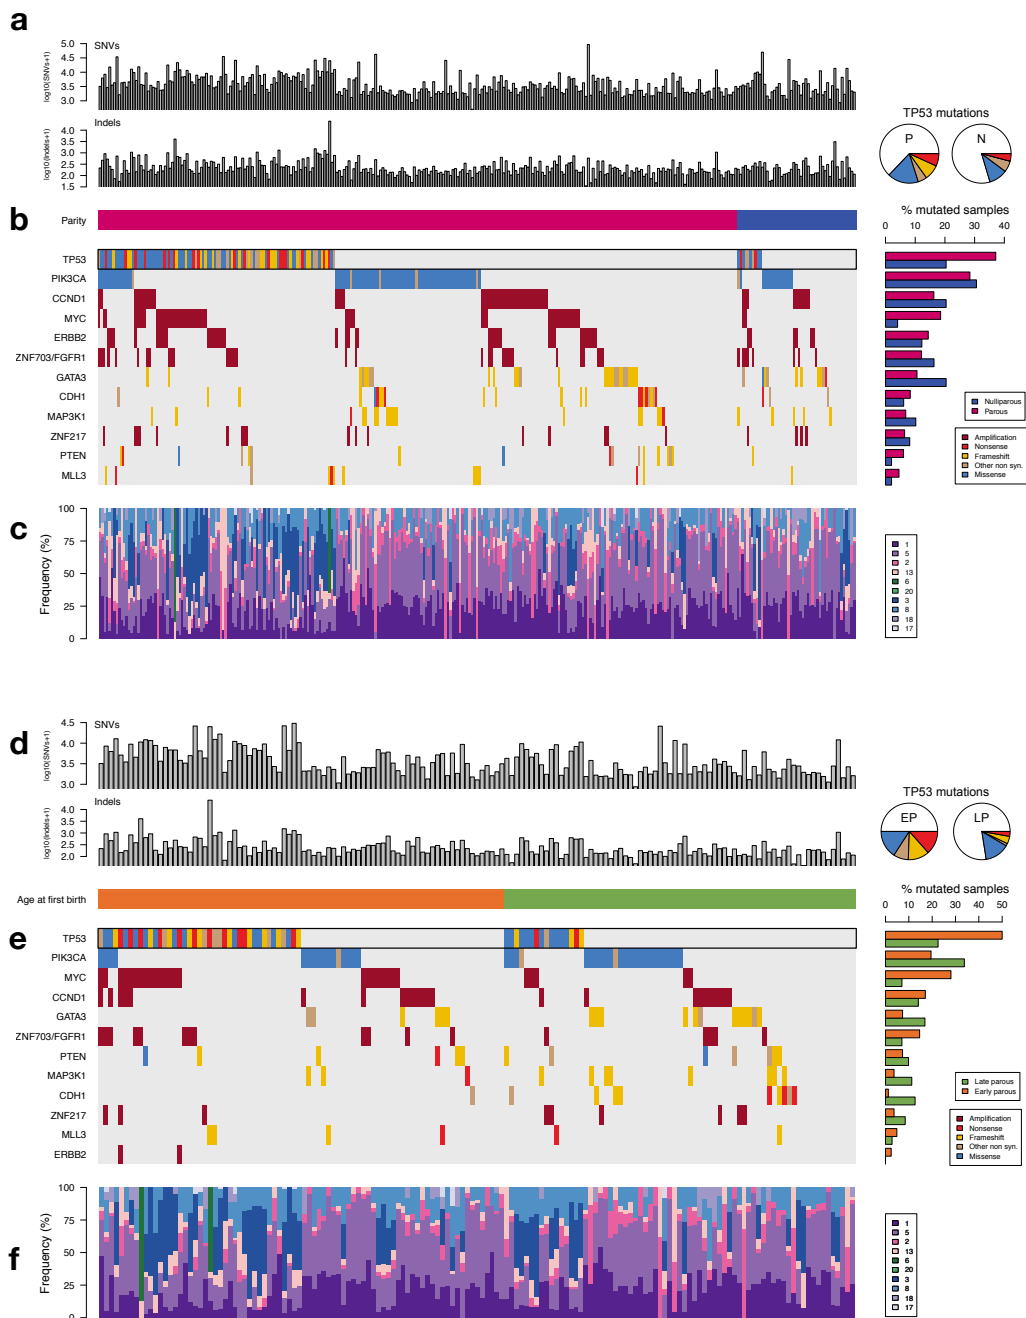 a
SNVs
log10(SNVs+1)
5.0
4.5
4.0
3.5
3.0
Indels
log10(Indels+1)
4.0
3.5
3.0
2.5
2.0
1.5
TP53 mutations
P
N
b
Parity
% mutated samples
0 10 20 30 40
TP53
PIK3CA
CCND1
MYC
ERBB2
ZNF703/FGFR1
GATA3
CDH1
MAP3K1
ZNF217
PTEN
MLL3
Nulliparous
Parous
Amplification
Nonsense
Frameshift
Other non syn.
Missense
c
Frequency (%)
100
75
50
25
0
1
5
2
13
6
20
3
8
18
17
d
SNVs
log10(SNVs+1)
4.5
4.0
3.5
3.0
Indels
log10(Indels+1)
4.0
3.5
3.0
2.5
2.0
TP53 mutations
EP
LP
Age at first birth
% mutated samples
0 10 20 30 40 50
e
TP53
PIK3CA
MYC
CCND1
GATA3
ZNF703/FGFR1
PTEN
MAP3K1
CDH1
ZNF217
MLL3
ERBB2
Late parous
Early parous
Amplification
Nonsense
Frameshift
Other non syn.
Missense
f
Frequency (%)
100
75
50
25
0
1
5
2
13
6
20
3
8
18
17